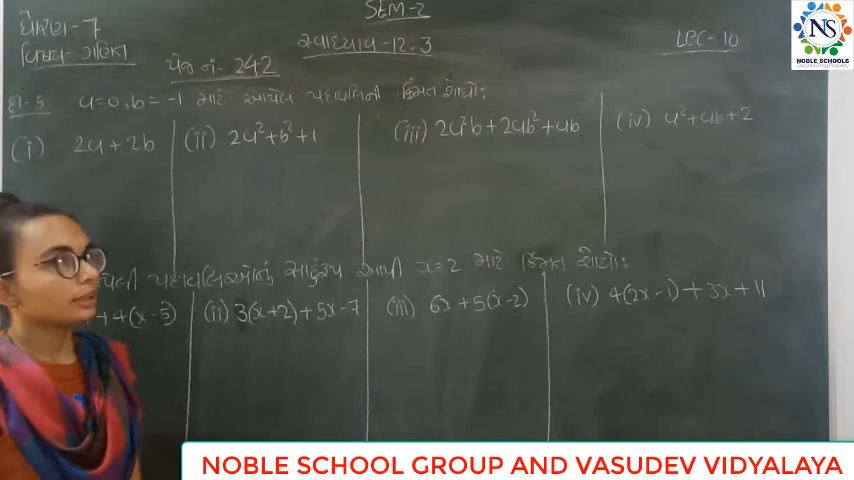 SEM-2
ધોરણ-7
વિષય-ગણિત
સ્વાધ્યાય-12.3
LEC-10
NS
NOBLE SCHOOLS
પેજ નં- 242
દા-5 a=0, b=-1 માટે આપેલ પદાવલિની કિંમત શોધો:
(i) 2a+2b (ii) 2a²+b²+1 (iii) 2a²b+2ab²+ab (iv) a²+ab+2
પદાવલિઓનું સાદુંરૂપ આપી x=2 માટે કિંમત શોધો:
+4(x-5) (ii) 3(x+2)+5x-7 (iii) 6x+5(x-2) (iv) 4(2x-1)+3x+11
NOBLE SCHOOL GROUP AND VASUDEV VIDYALAYA